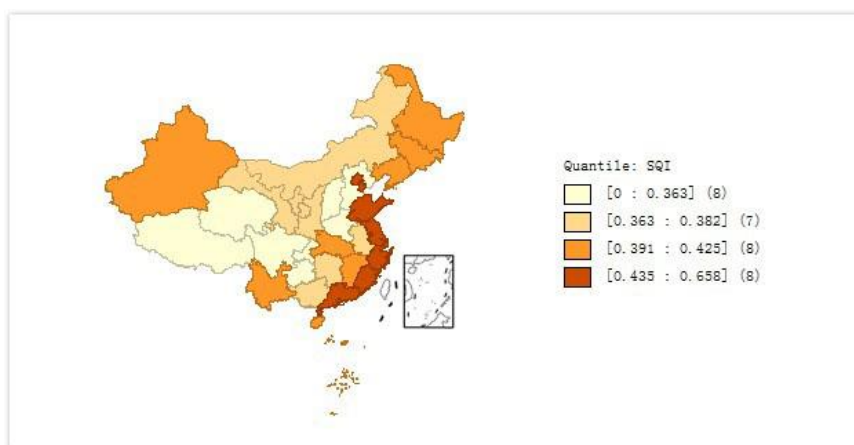 Quantile: SQI
[0 : 0.363] (8)
[0.363 : 0.382] (7)
[0.391 : 0.425] (8)
[0.435 : 0.658] (8)